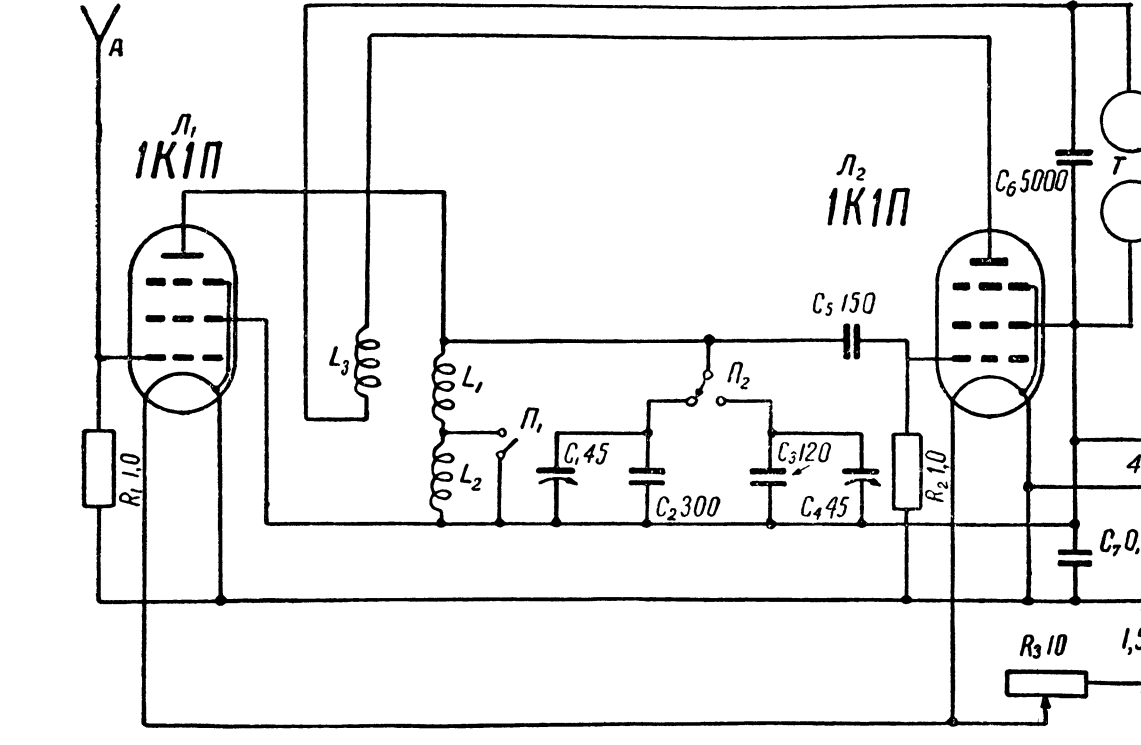 A
Л₁
1К1П
Л₂
1К1П
C₆ 5000
T
C₅ 150
L₃
L₁
П₂
П₁
R₁ 1,0
L₂
C₁ 45
C₂ 300
C₃ 120
C₄ 45
R₂ 1,0
4
C₇ 0,
R₃ 10
1,5